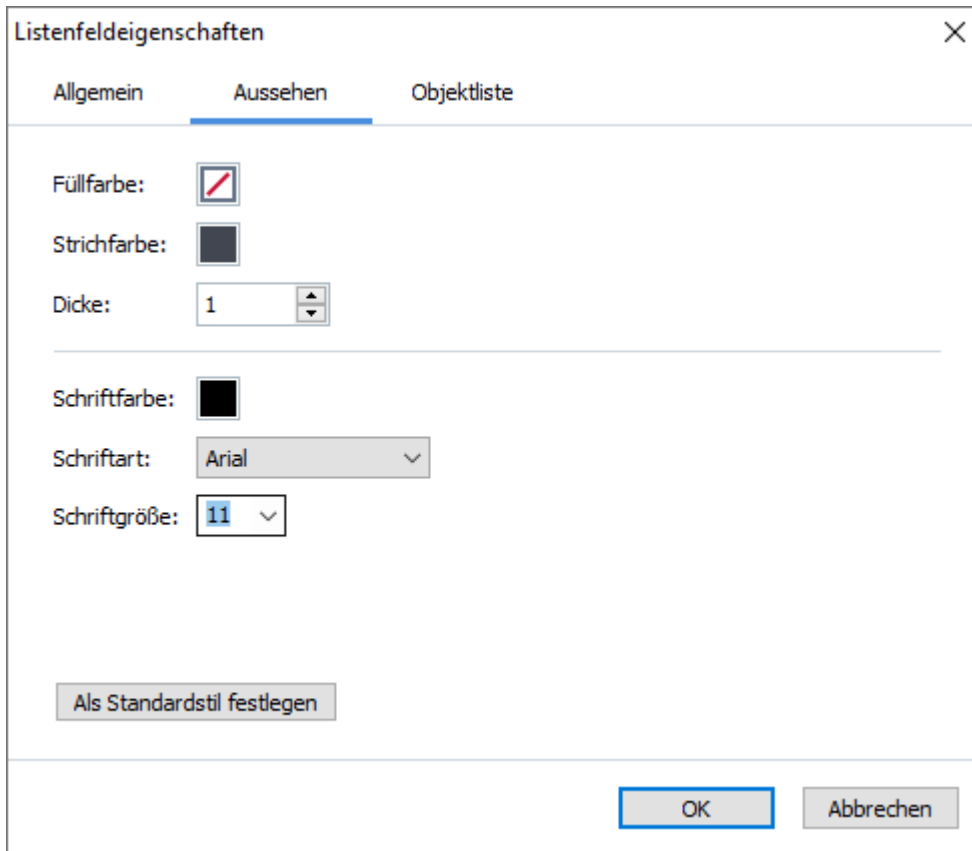 Listenfeldeigenschaften
Allgemein Aussehen Objektliste
Füllfarbe:
Strichfarbe:
Dicke: 1
Schriftfarbe:
Schriftart: Arial
Schriftgröße: 11
Als Standardstil festlegen
OK Abbrechen